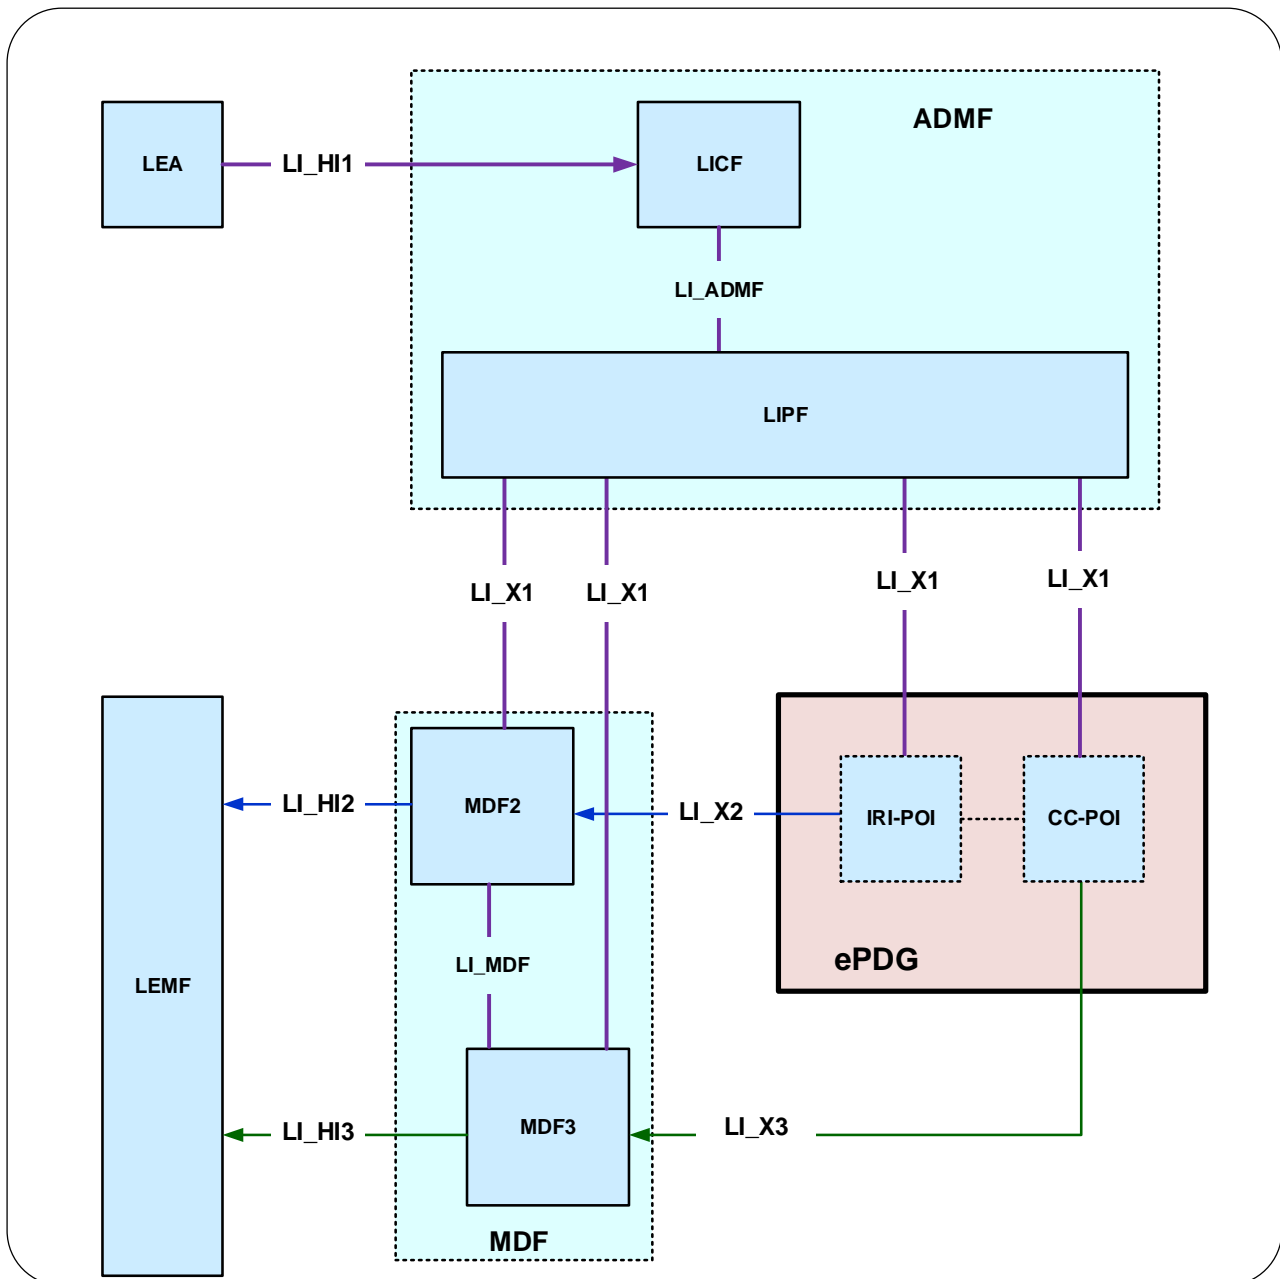 ADMF
LEA
LI_HI1
LICF
LI_ADMF
LIPF
LI_X1
LI_X1
LI_X1
LI_X1
LI_HI2
MDF2
LI_X2
IRI-POI
CC-POI
LI_MDF
ePDG
LEMF
LI_HI3
MDF3
LI_X3
MDF